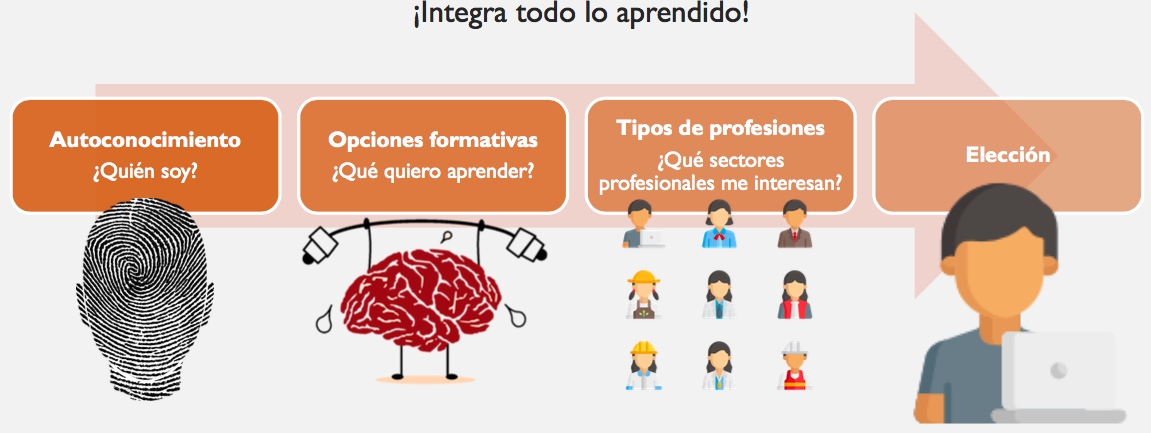 ¡Integra todo lo aprendido!
Autoconocimiento
¿Quién soy?
Opciones formativas
¿Qué quiero aprender?
Tipos de profesiones
¿Qué sectores
profesionales me interesan?
Elección